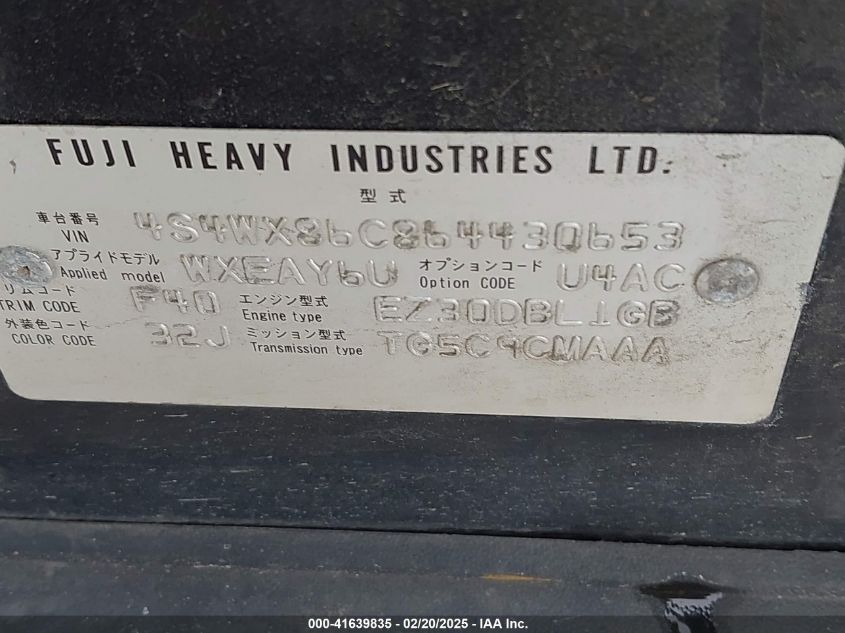 FUJI HEAVY INDUSTRIES LTD.
型式
車台番号 4S4WX86C864430653
VIN
アプライドモデル WXEAY6U オプションコード U4AC
Applied model Option CODE
リムコード F40 エンジン型式 EZ30DBL1GB
TRIM CODE Engine type
外装色コード 32J ミッション型式 TG5C9CMAAA
COLOR CODE Transmission type
000-41639835 - 02/20/2025 - IAA Inc.